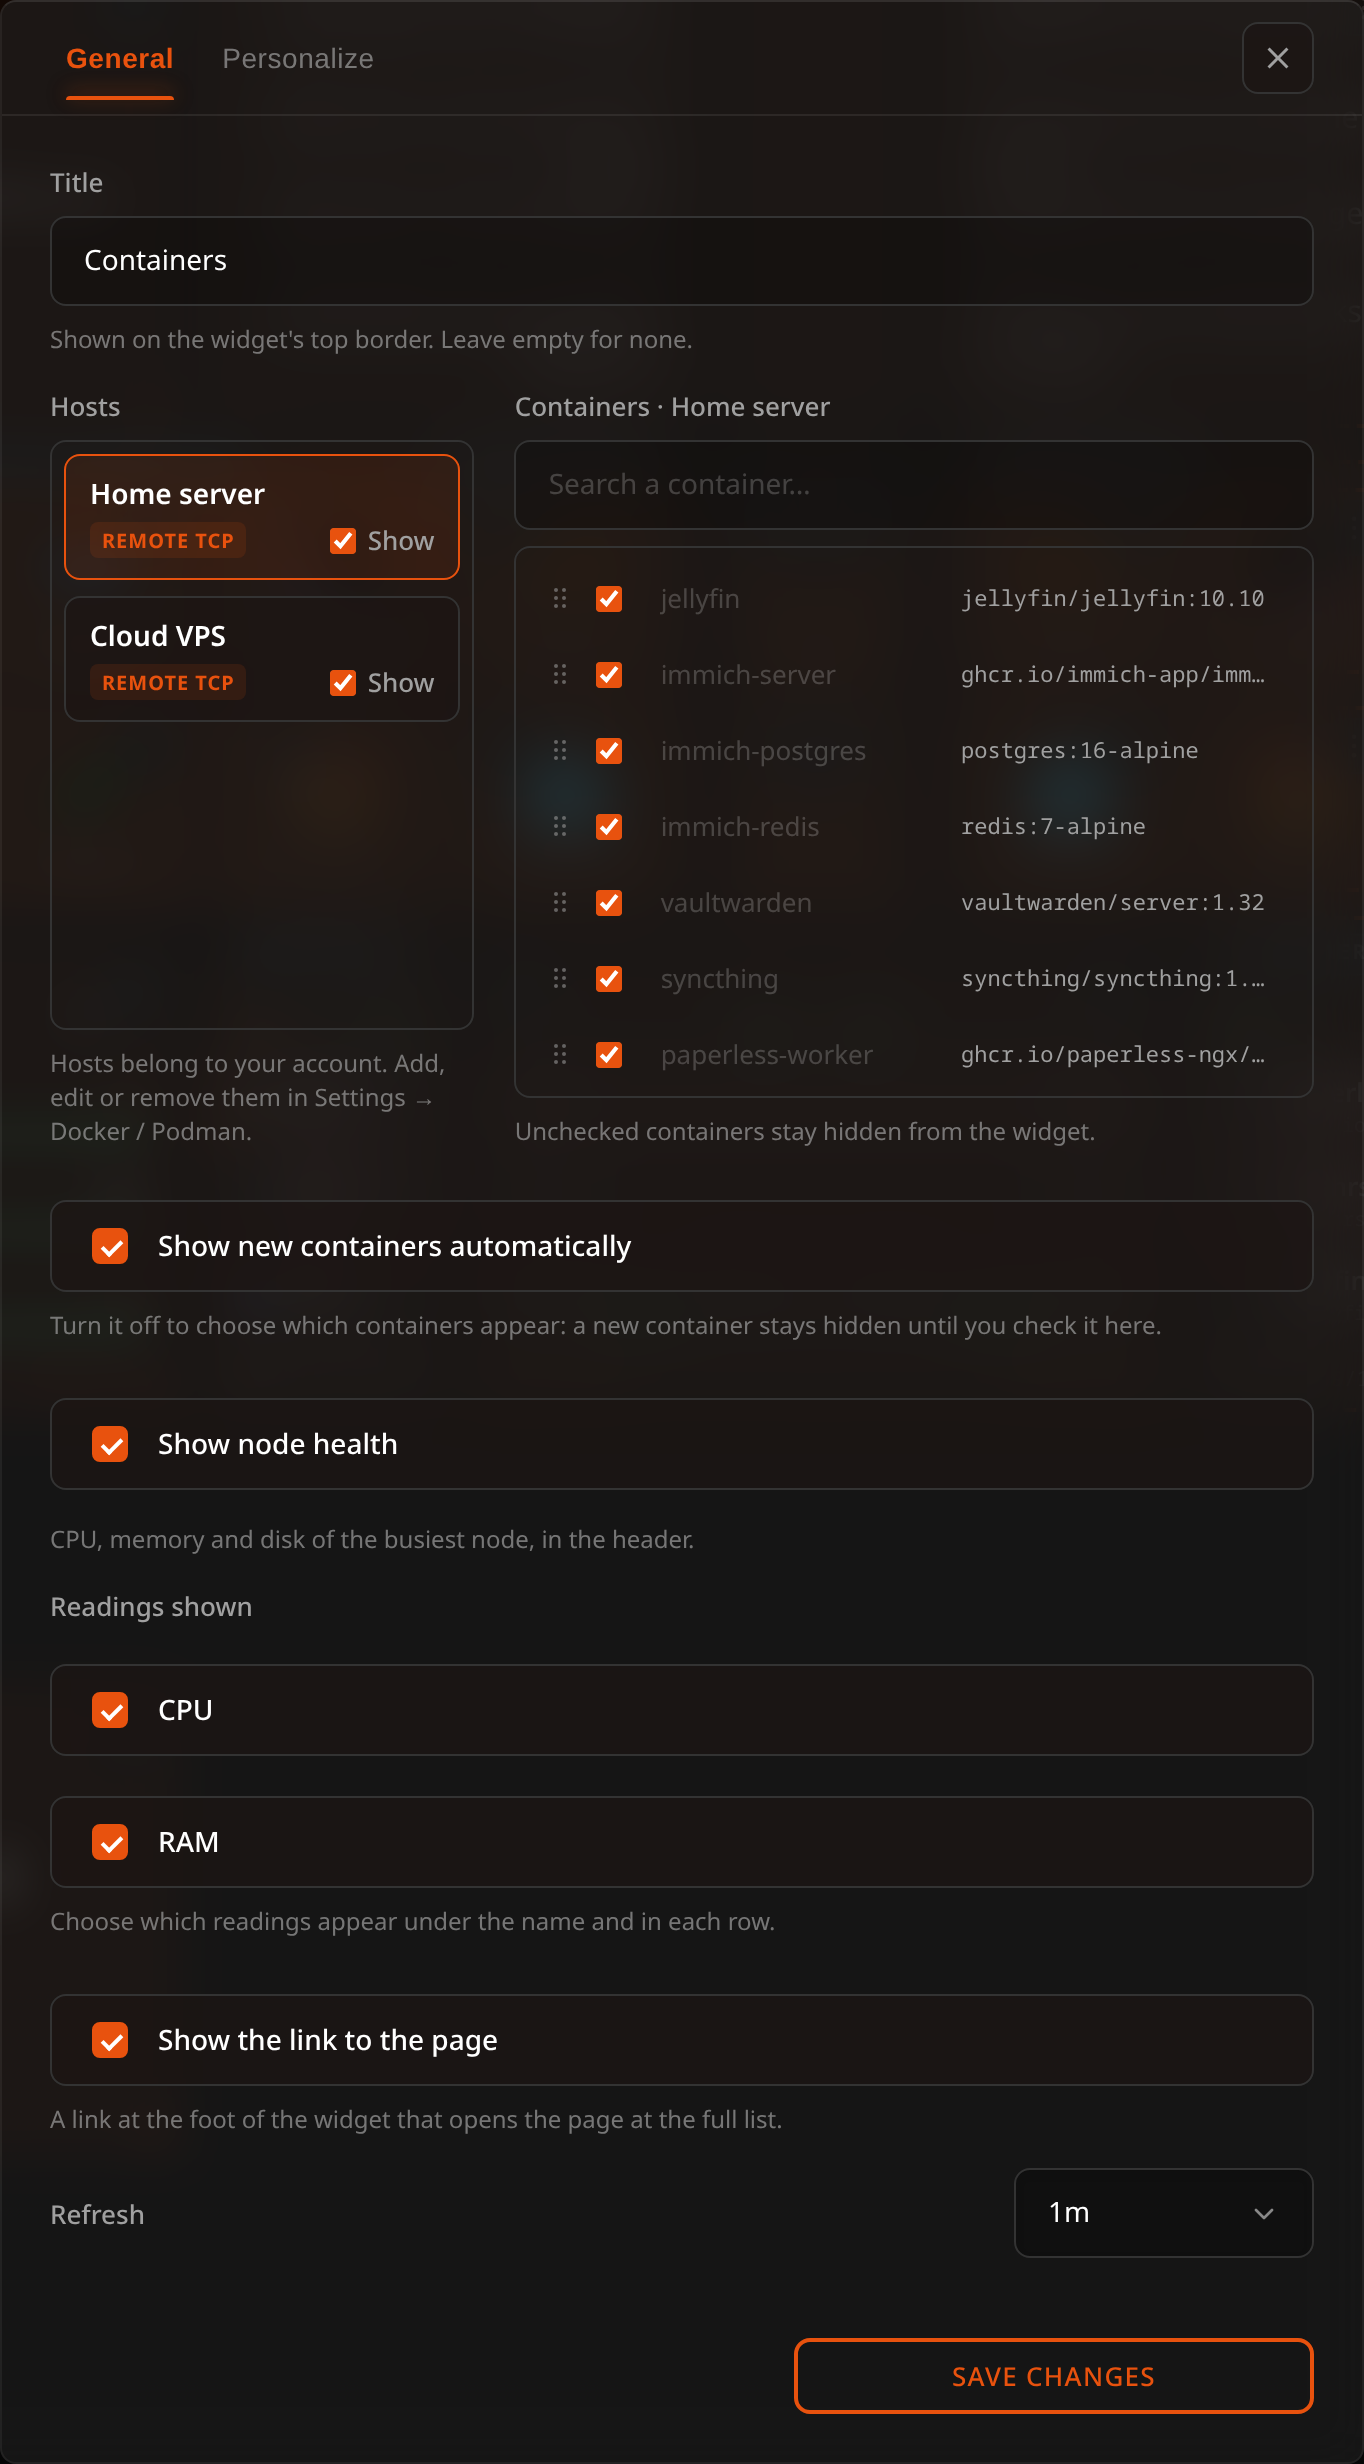 General
Personalize
Title
Containers
Shown on the widget's top border. Leave empty for none.
Hosts
Home server
REMOTE TCP
Show
Cloud VPS
REMOTE TCP
Show
Hosts belong to your account. Add,
edit or remove them in Settings →
Docker / Podman.
Containers · Home server
Search a container...
jellyfin jellyfin/jellyfin:10.10
immich-server ghcr.io/immich-app/imm…
immich-postgres postgres:16-alpine
immich-redis redis:7-alpine
vaultwarden vaultwarden/server:1.32
syncthing syncthing/syncthing:1.…
paperless-worker ghcr.io/paperless-ngx/…
Unchecked containers stay hidden from the widget.
Show new containers automatically
Turn it off to choose which containers appear: a new container stays hidden until you check it here.
Show node health
CPU, memory and disk of the busiest node, in the header.
Readings shown
CPU
RAM
Choose which readings appear under the name and in each row.
Show the link to the page
A link at the foot of the widget that opens the page at the full list.
Refresh
1m
SAVE CHANGES